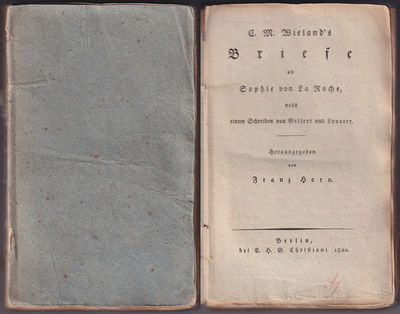 C. M. Wieland's
Briefe
an
Sophie von La Roche,
nebst
einem Schreiben von Gellert und Lavater.
Herausgegeben
von
Franz Horn.
Berlin,
bei E. H. G. Christiani. 1820.